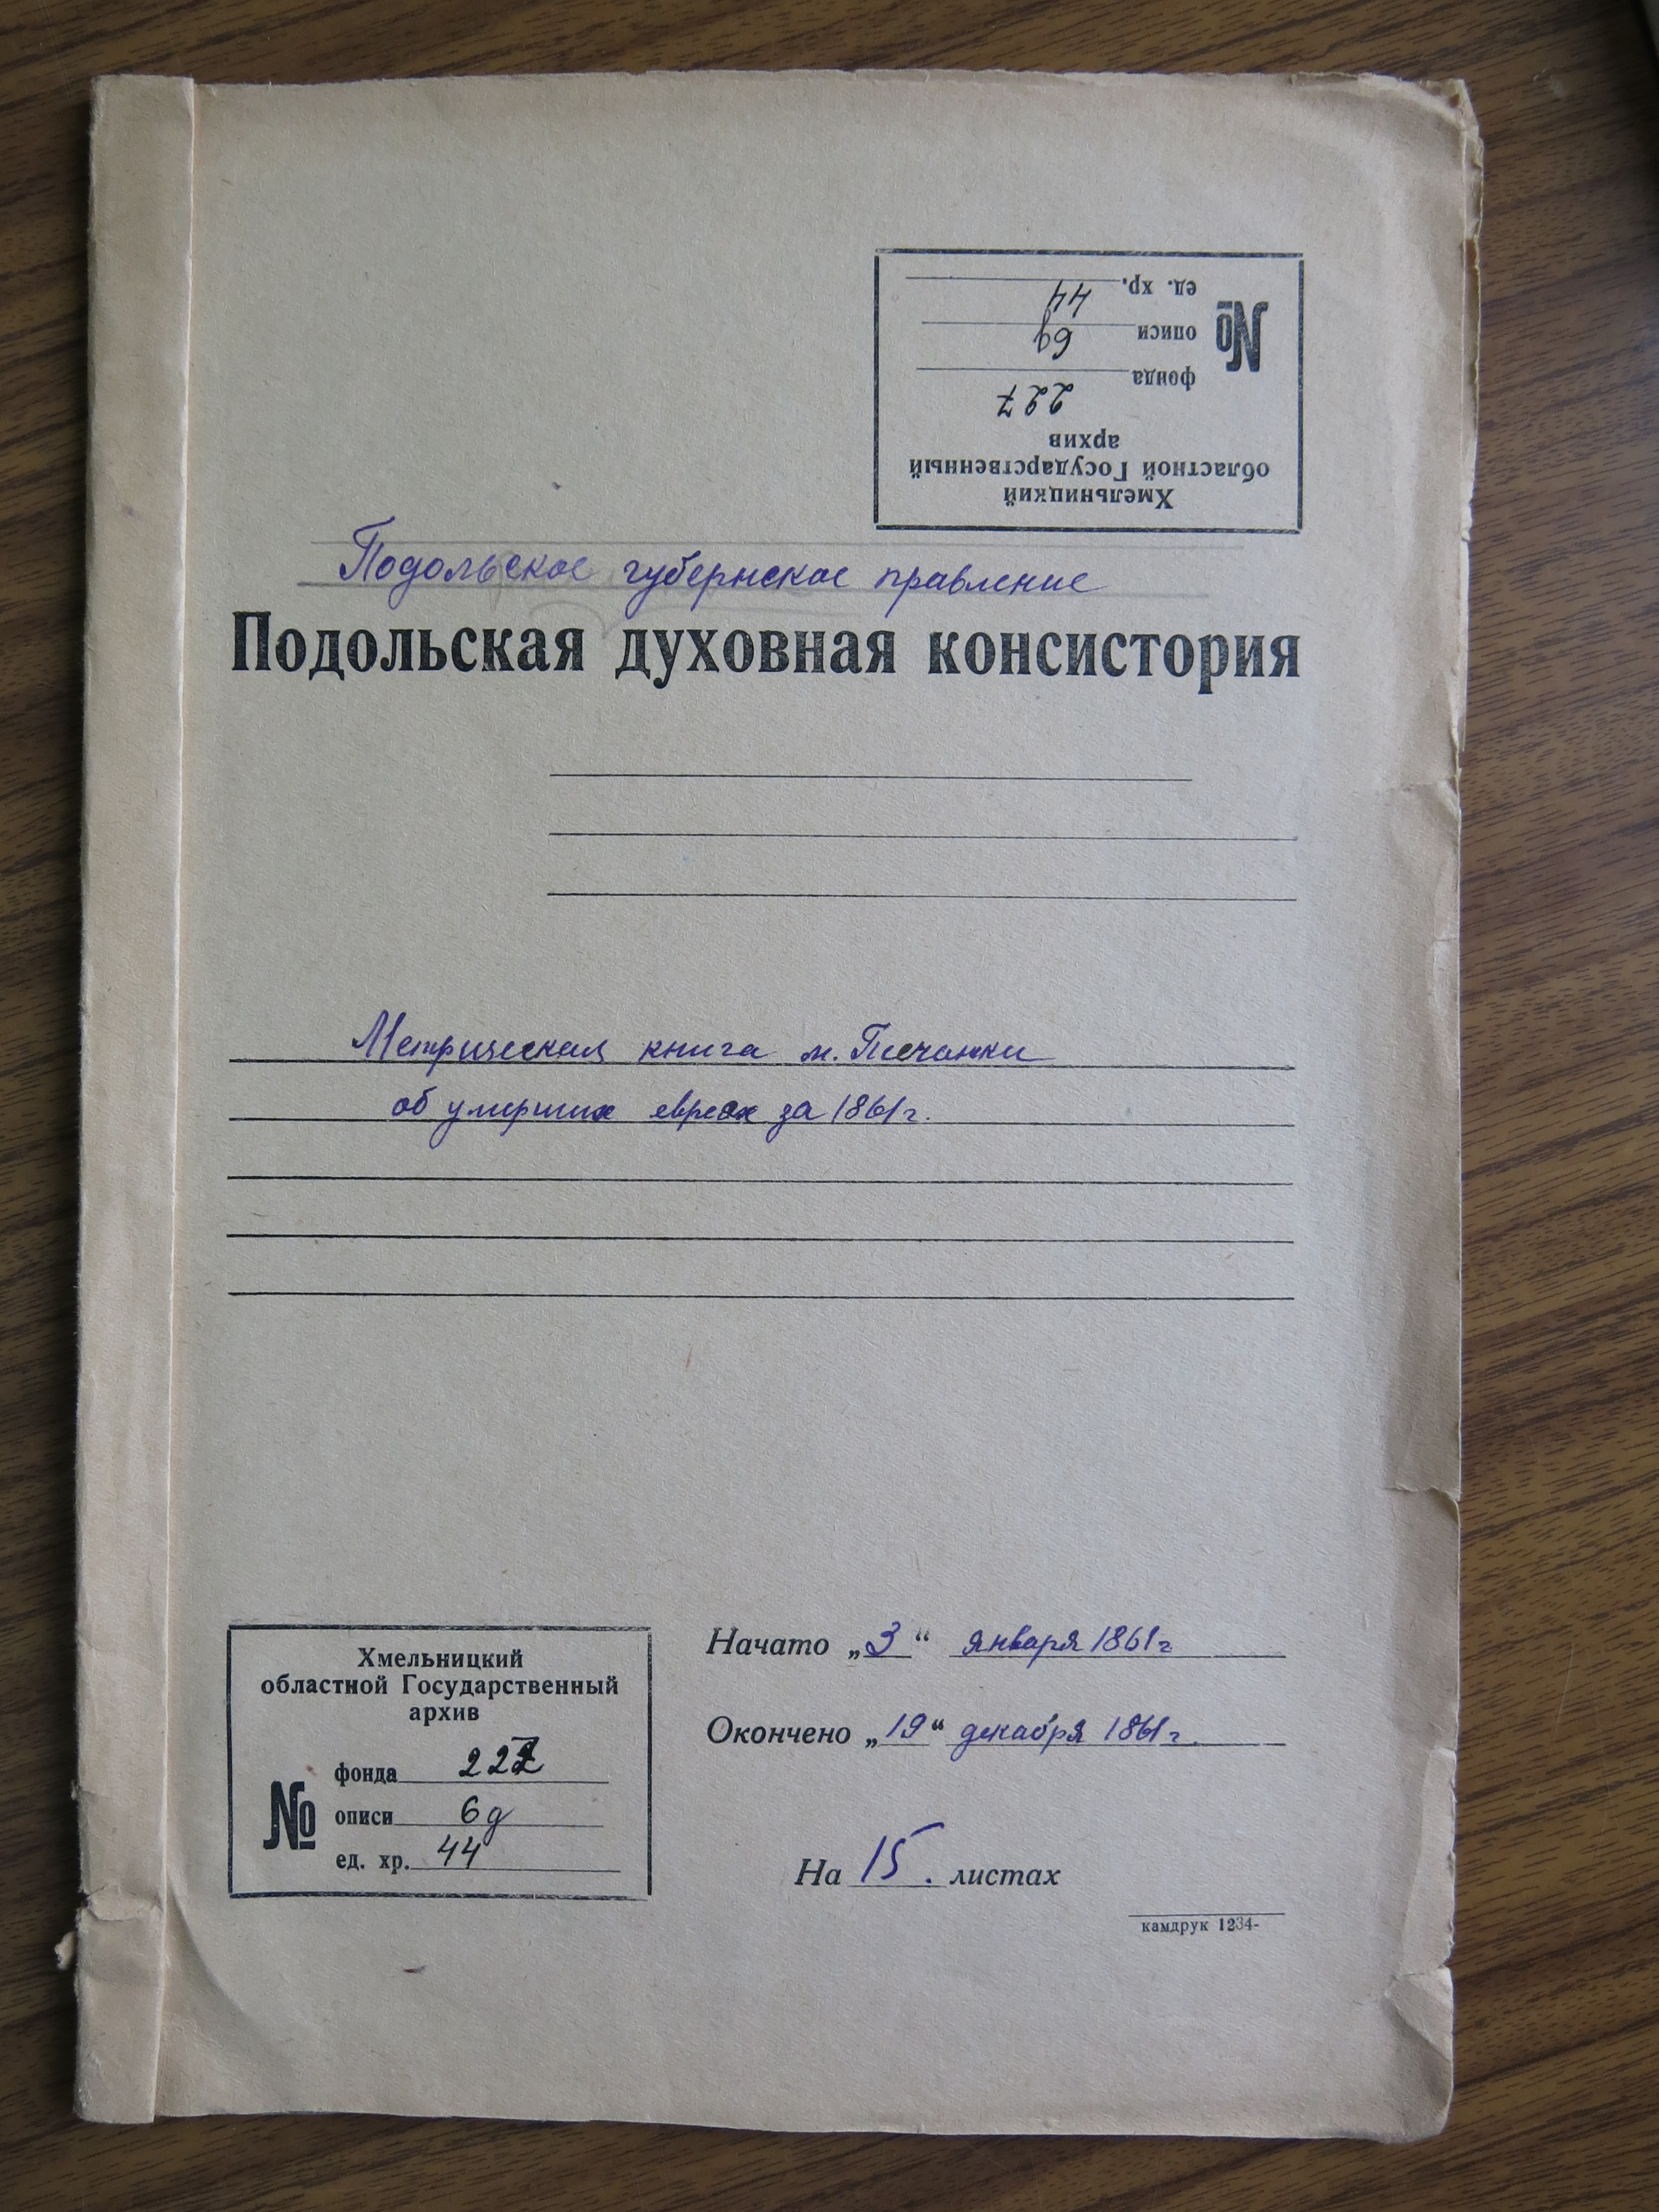 Хмельницкий
областной Государственный
архив
№
фонда 227
описи 6д
ед. хр. 44
Подольское губернское правление
Подольская духовная консистория
Метрическая книга м. Песчанки
об умерших евреях за 1861 г.
Начато „3“ января 1861 г
Окончено „19“ декабря 1861 г.
На 15. листах
Хмельницкий
областной Государственный
архив
№
фонда 227
описи 6д
ед. хр. 44
камдрук 1234-